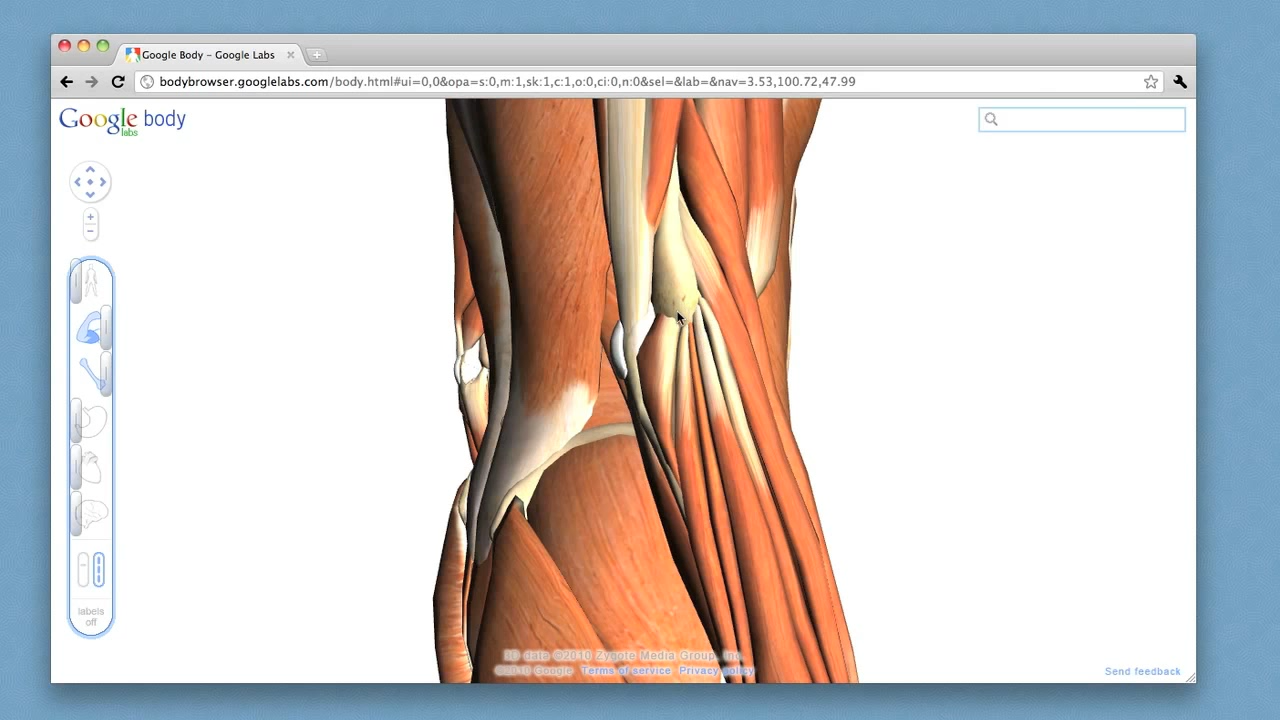 Google Body – Google Labs
bodybrowser.googlelabs.com/body.html#ui=0,0&opa=s:0,m:1,sk:1,c:1,o:0,ci:0,n:0&sel=&lab=&nav=3.53,100.72,47.99
Google body
labs
labels
off
3D data ©2010 Zygote Media Group, Inc.
©2010 Google Terms of service Privacy policy
Send feedback